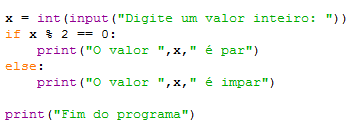 x = int(input("Digite um valor inteiro: "))
if x % 2 == 0:
    print("O valor ",x," é par")
else:
    print("O valor ",x," é impar")
print("Fim do programa")